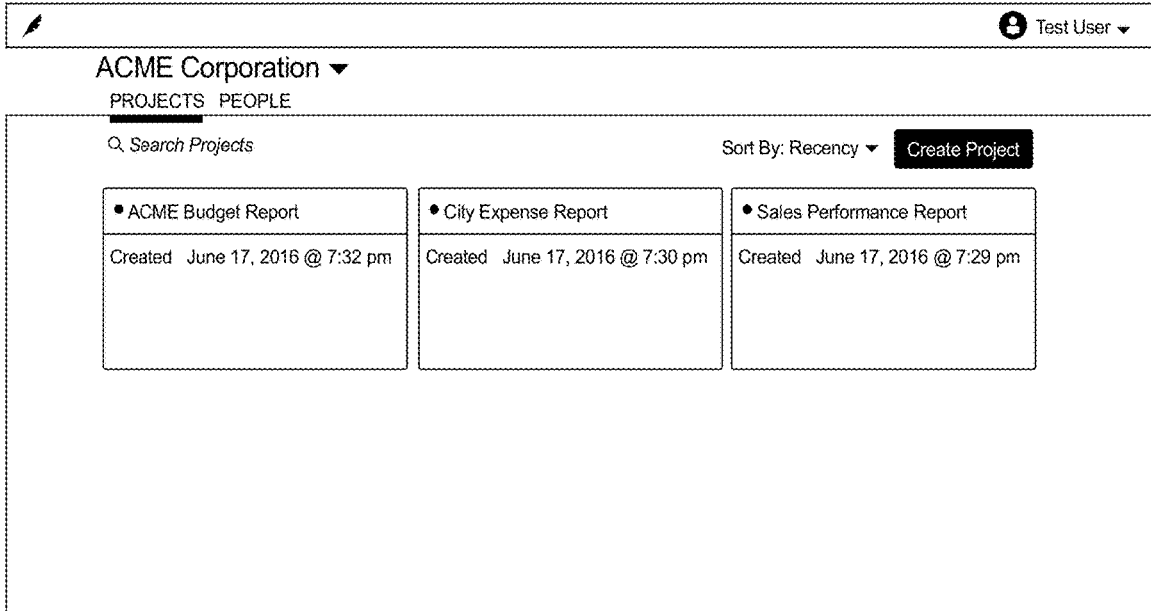 Test User
ACME Corporation
PROJECTS PEOPLE
Search Projects
Sort By: Recency
Create Project
ACME Budget Report
Created June 17, 2016 @ 7:32 pm
City Expense Report
Created June 17, 2016 @ 7:30 pm
Sales Performance Report
Created June 17, 2016 @ 7:29 pm